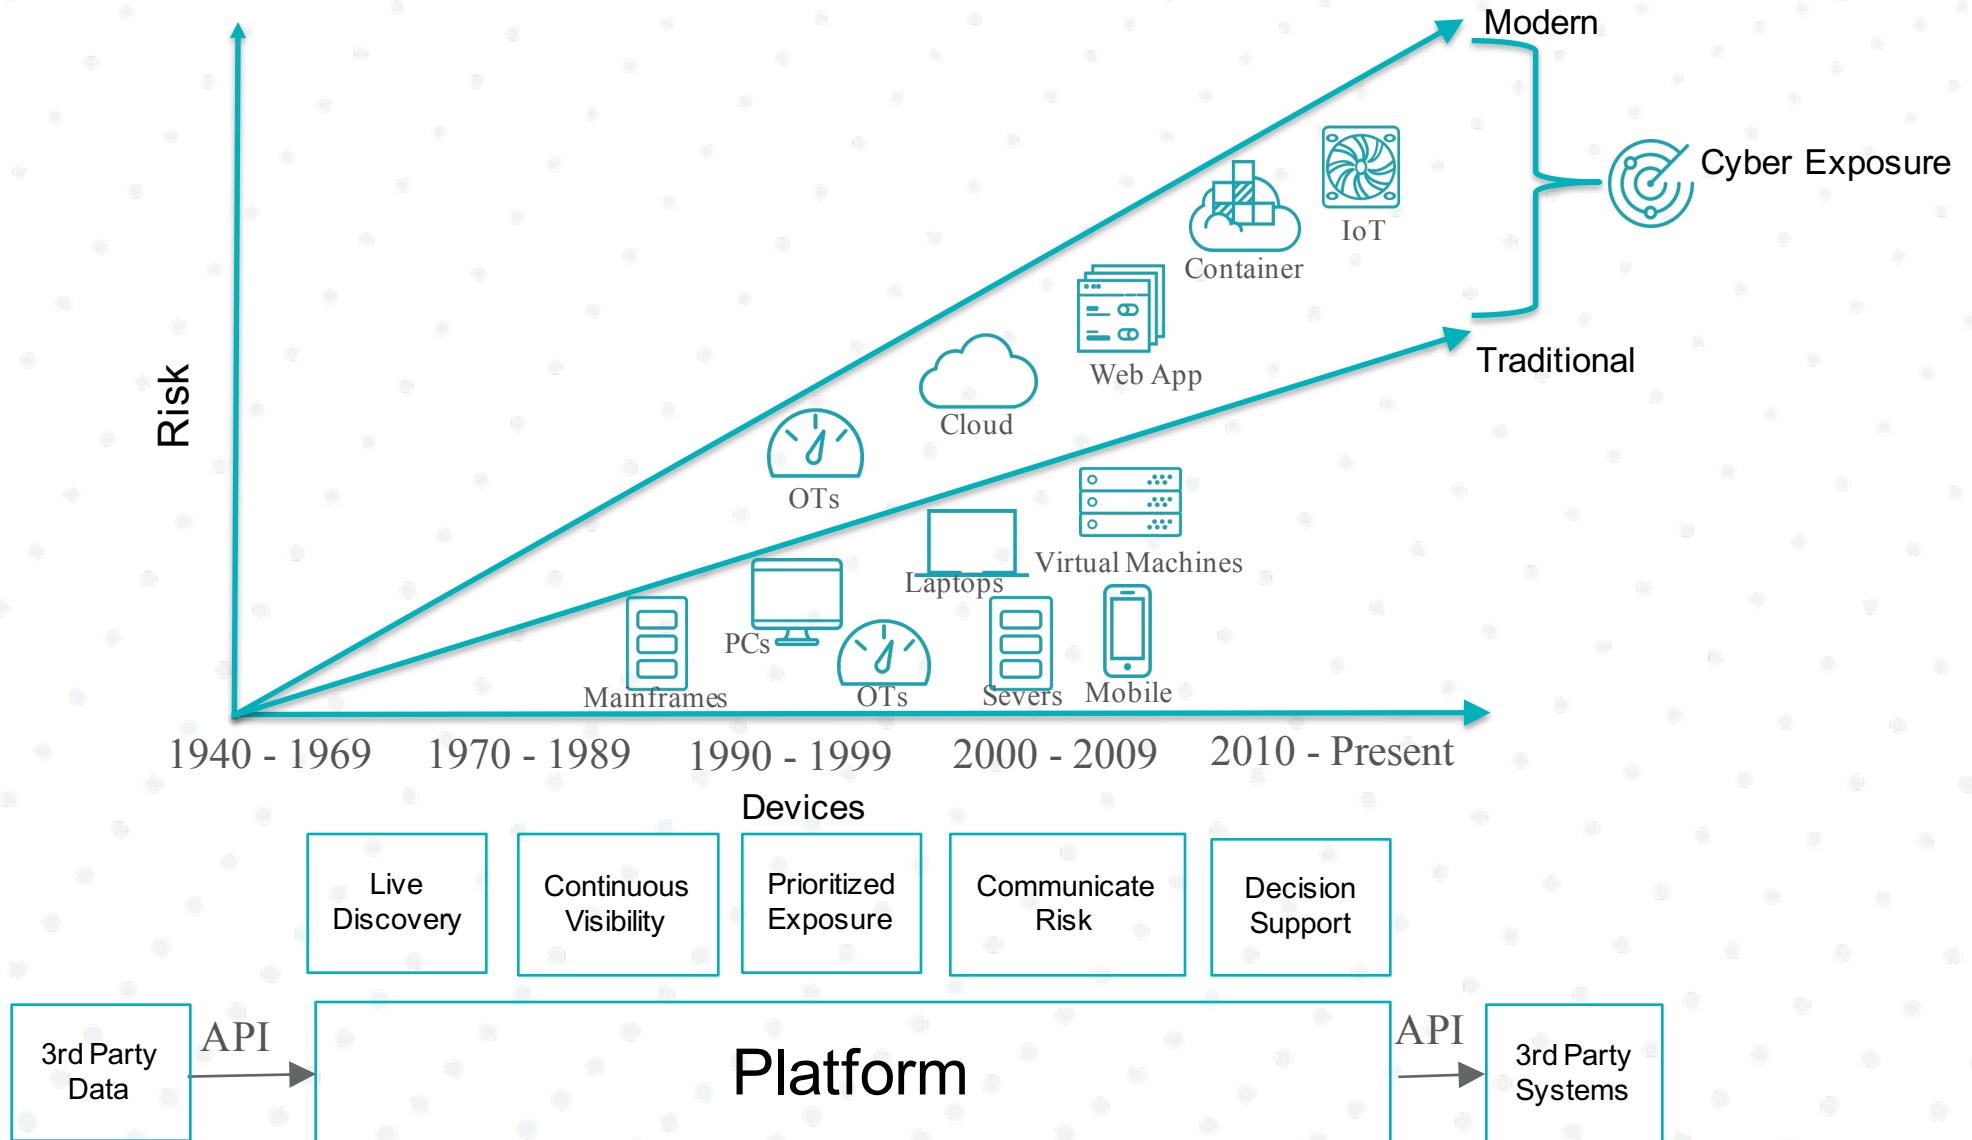 Modern
Cyber Exposure
IoT
Container
Traditional
Web App
Risk
Cloud
OTs
Virtual Machines
Laptops
PCs
Mainframes
OTs
Severs
Mobile
1940 - 1969
1970 - 1989
1990 - 1999
2000 - 2009
2010 - Present
Devices
Live
Discovery
Continuous
Visibility
Prioritized
Exposure
Communicate
Risk
Decision
Support
3rd Party
Data
API
Platform
API
3rd Party
Systems